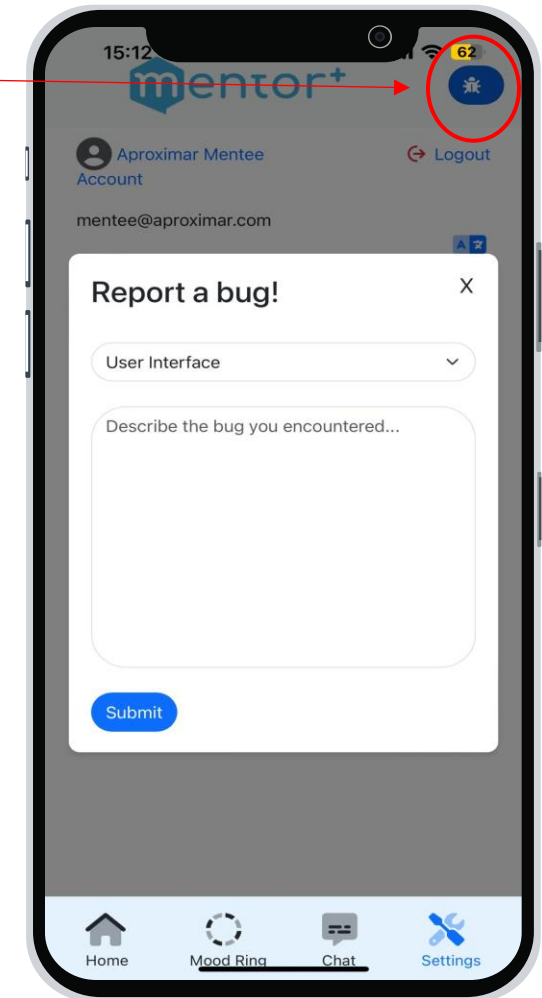 15:12
62
mentor+
Aproximar Mentee
Account
Logout
mentee@aproximar.com
A
Report a bug!
X
User Interface
Describe the bug you encountered...
Submit
Home
Mood Ring
Chat
Settings